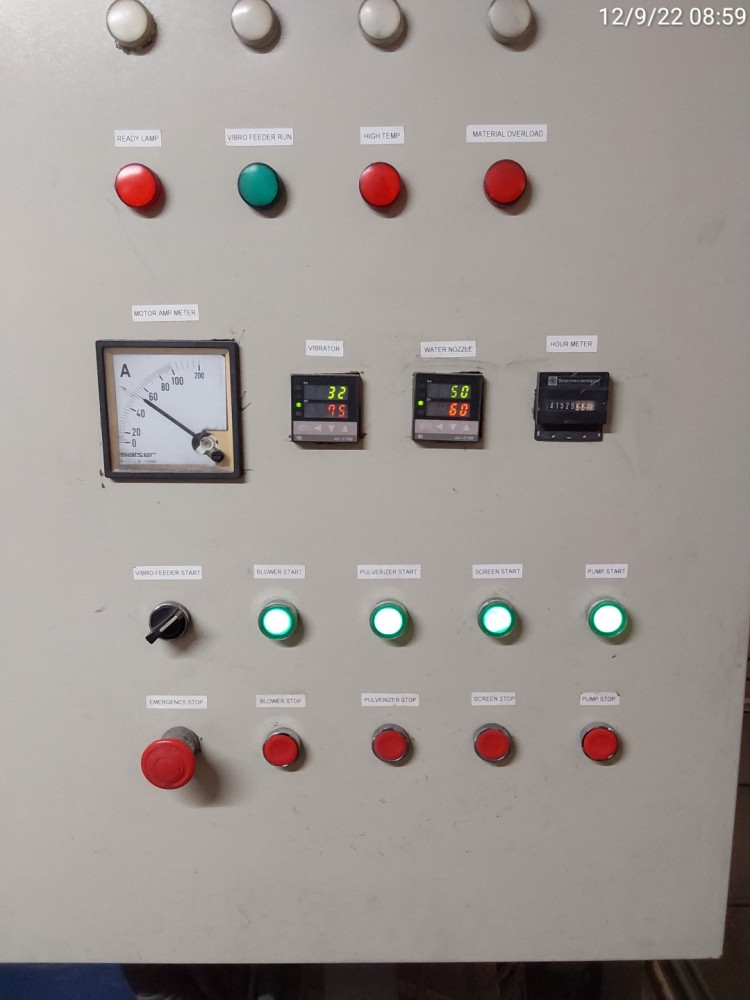 12/9/22 08:59
READY LAMP
VIBRO FEEDER RUN
HIGH TEMP
MATERIAL OVERLOAD
MOTOR AMP METER
VIBRATOR
WATER NOZZLE
HOUR METER
A
0
20
40
60
80
100
200
salzer
32
75
50
60
VIBRO FEEDER START
BLOWER START
PULVERIZER START
SCREEN START
PUMP START
EMERGENCY STOP
BLOWER STOP
PULVERIZER STOP
SCREEN STOP
PUMP STOP